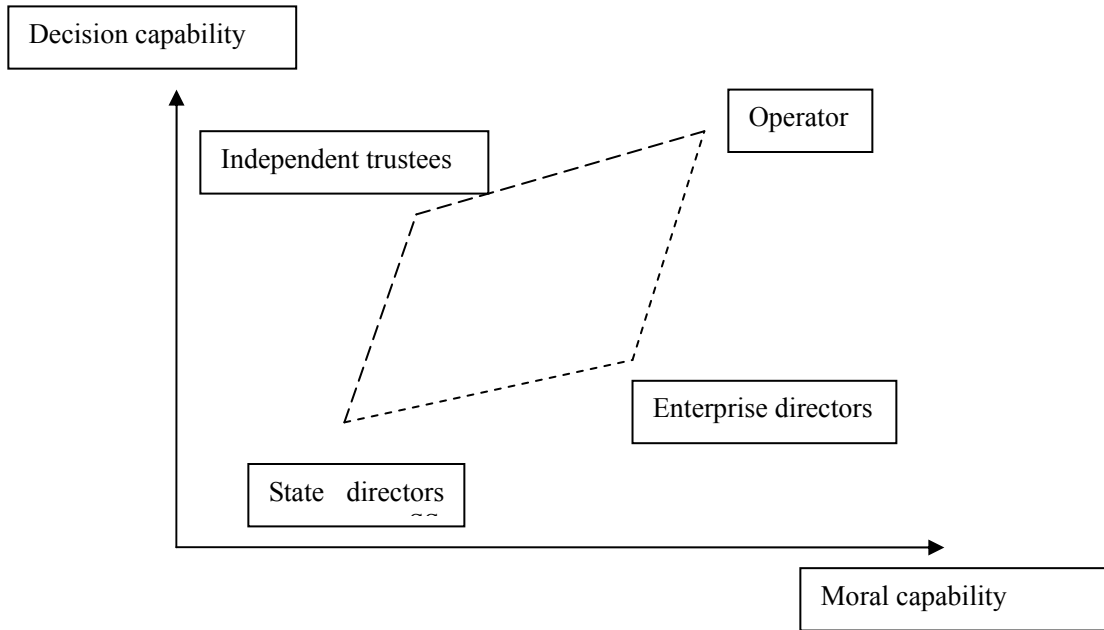 Decision capability
Operator
Independent trustees
Enterprise directors
State directors
Moral capability